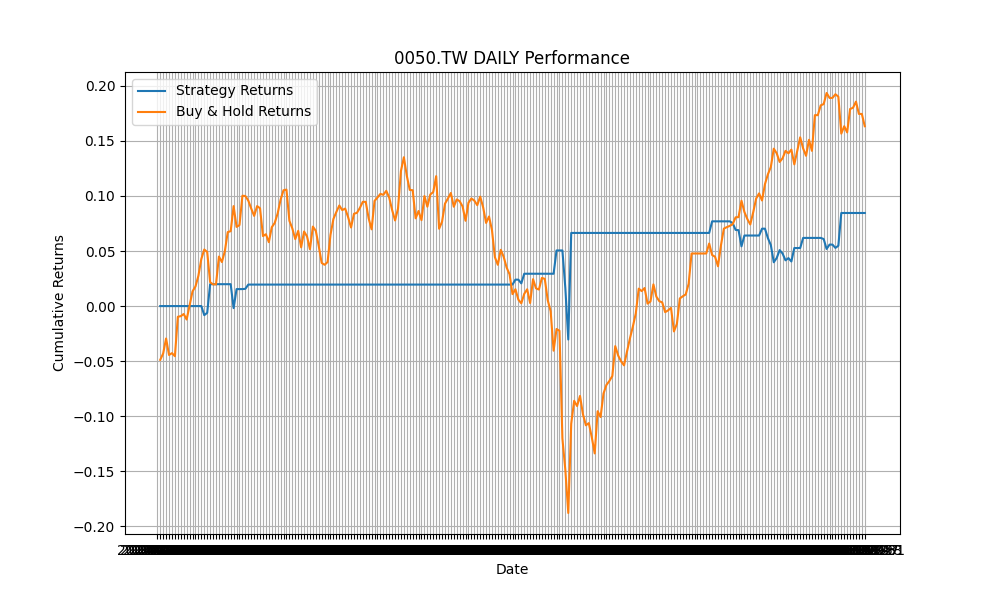 0050.TW DAILY Performance
Strategy Returns
Buy & Hold Returns
0.20
0.15
0.10
0.05
0.00
−0.05
−0.10
−0.15
−0.20
Cumulative Returns
Date